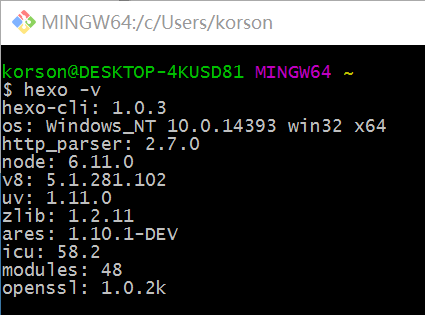 MINGW64:/c/Users/korson
korson@DESKTOP-4KUSD81 MINGW64 ~
$ hexo -v
hexo-cli: 1.0.3
os: Windows_NT 10.0.14393 win32 x64
http_parser: 2.7.0
node: 6.11.0
v8: 5.1.281.102
uv: 1.11.0
zlib: 1.2.11
ares: 1.10.1-DEV
icu: 58.2
modules: 48
openssl: 1.0.2k